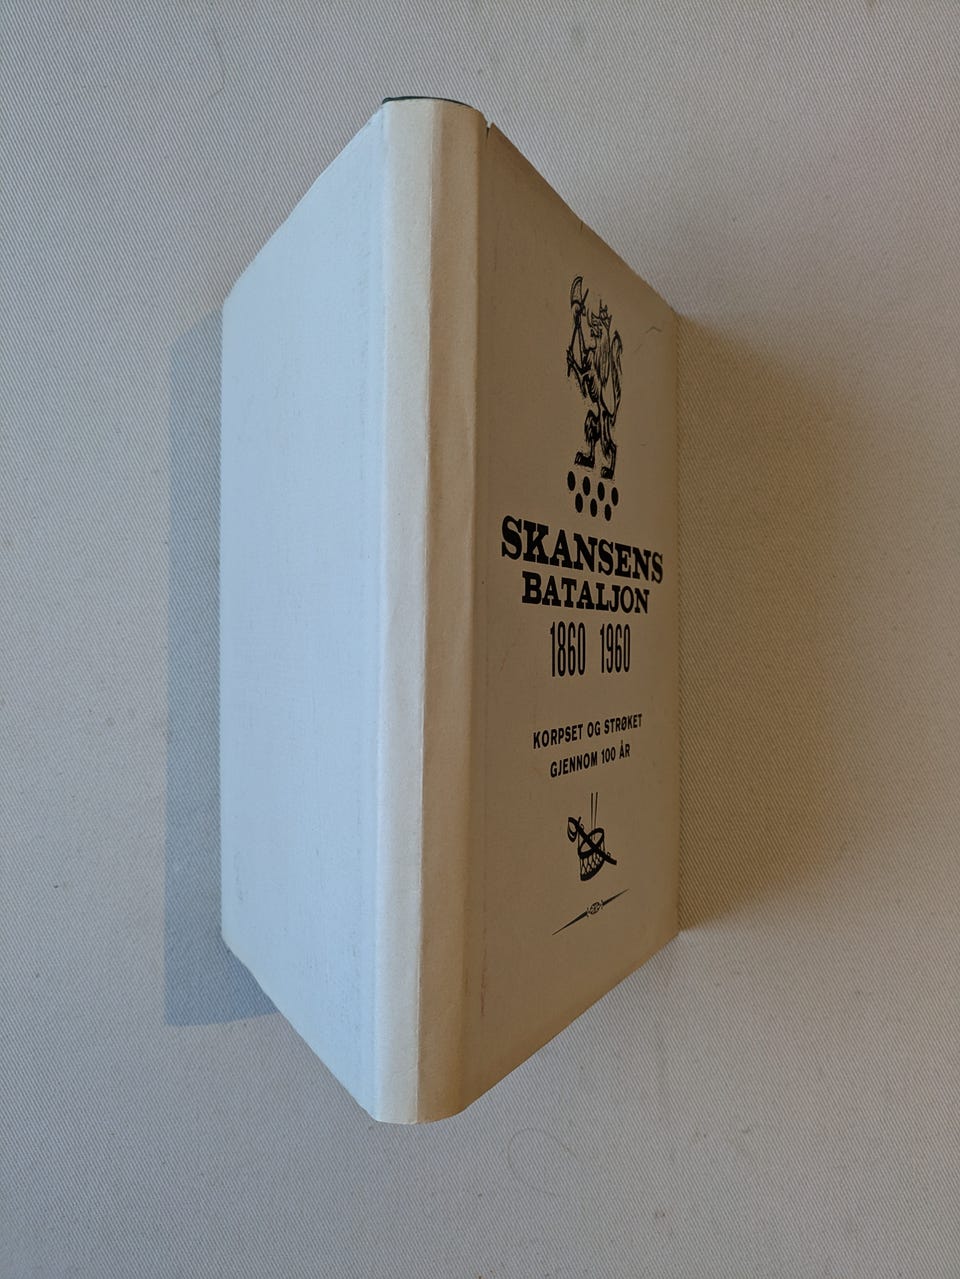 SKANSENS
BATALJON
1860 1960
KORPSET OG STRØKET
GJENNOM 100 ÅR